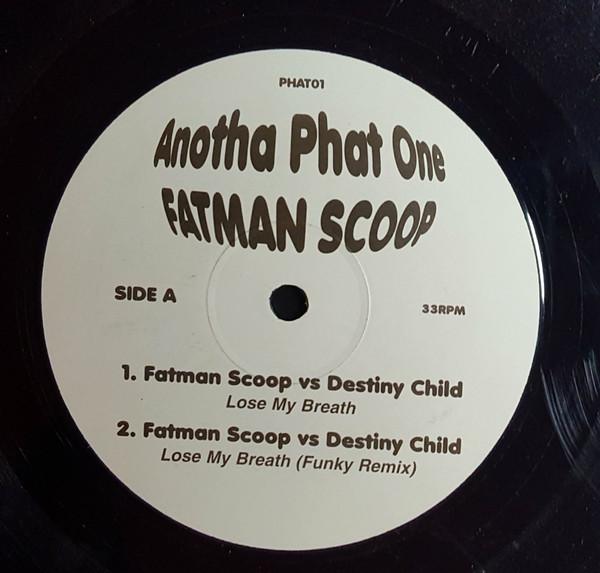 PHAT01
Anotha Phat One
FATMAN SCOOP
SIDE A
33RPM
1. Fatman Scoop vs Destiny Child
Lose My Breath
2. Fatman Scoop vs Destiny Child
Lose My Breath (Funky Remix)